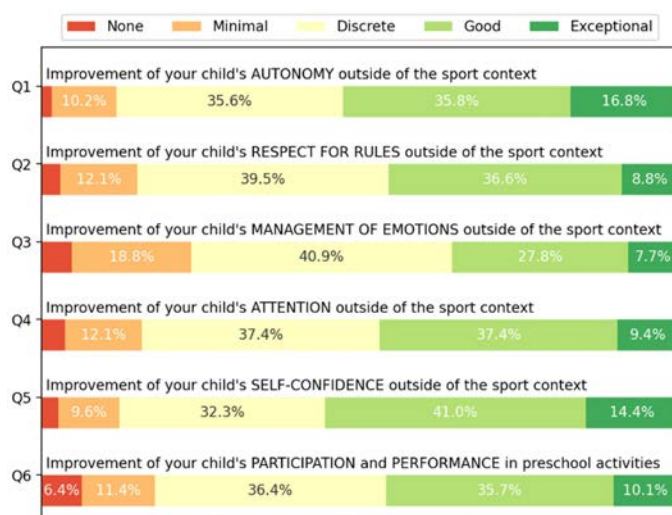 None Minimal Discrete Good Exceptional
Improvement of your child's AUTONOMY outside of the sport context
Q1 10.2% 35.6% 35.8% 16.8%
Improvement of your child's RESPECT FOR RULES outside of the sport context
Q2 12.1% 39.5% 36.6% 8.8%
Improvement of your child's MANAGEMENT OF EMOTIONS outside of the sport context
Q3 18.8% 40.9% 27.8% 7.7%
Improvement of your child's ATTENTION outside of the sport context
Q4 12.1% 37.4% 37.4% 9.4%
Improvement of your child's SELF-CONFIDENCE outside of the sport context
Q5 9.6% 32.3% 41.0% 14.4%
Improvement of your child's PARTICIPATION and PERFORMANCE in preschool activities
Q6 6.4% 11.4% 36.4% 35.7% 10.1%